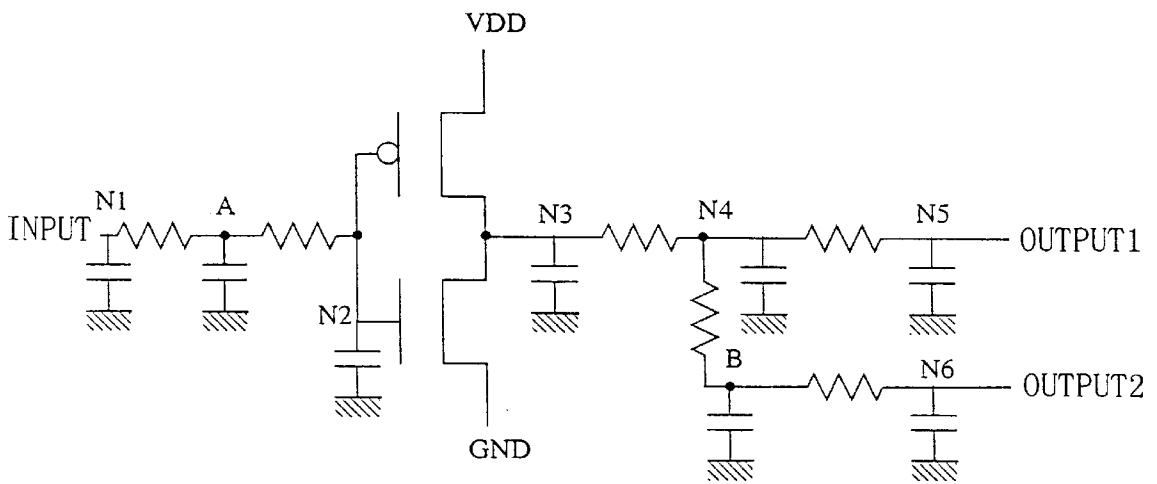 VDD
N1
A
INPUT
N2
N3
N4
N5
OUTPUT1
B
N6
OUTPUT2
GND